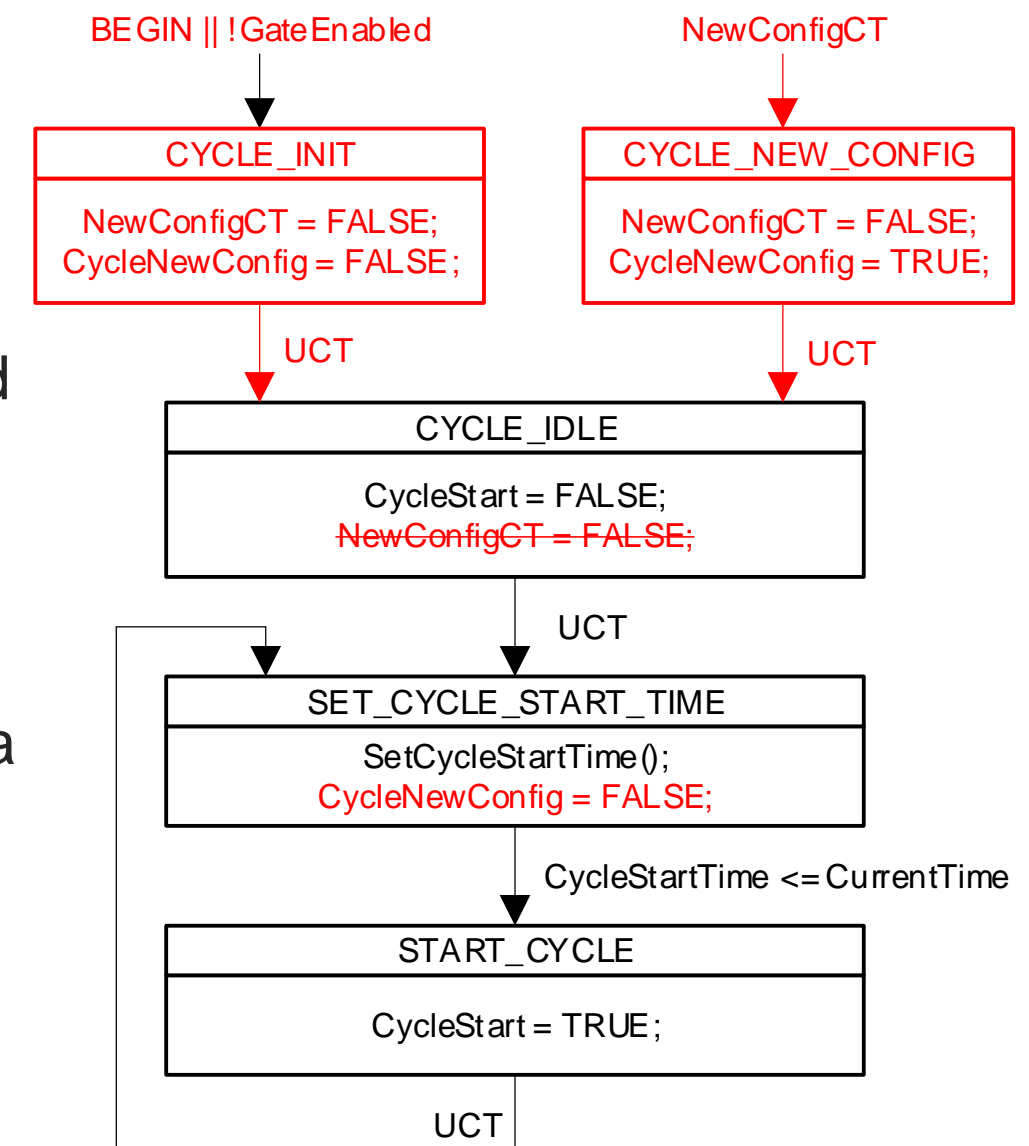 BEGIN || !GateEnabled
NewConfigCT
CYCLE_INIT
NewConfigCT = FALSE;
CycleNewConfig = FALSE;
CYCLE_NEW_CONFIG
NewConfigCT = FALSE;
CycleNewConfig = TRUE;
UCT
UCT
d
CYCLE_IDLE
CycleStart = FALSE;
NewConfigCT = FALSE;
UCT
SET_CYCLE_START_TIME
a
SetCycleStartTime();
CycleNewConfig = FALSE;
CycleStartTime <= CurrentTime
START_CYCLE
CycleStart = TRUE;
UCT